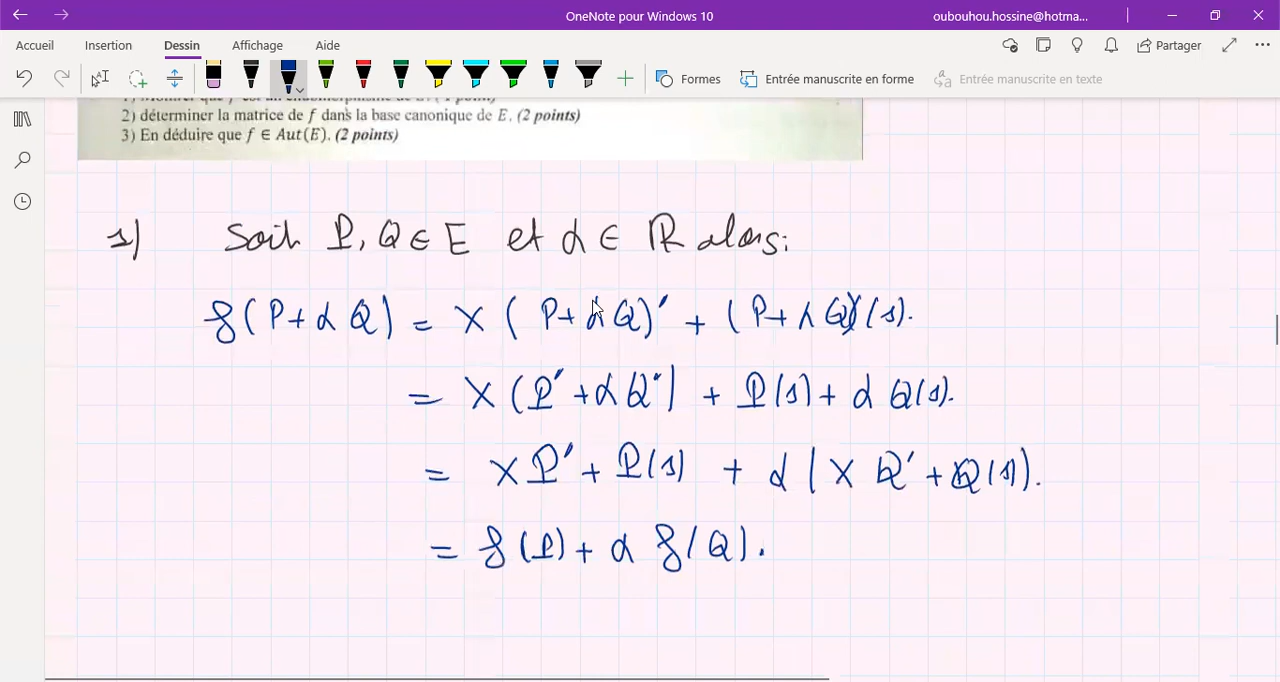 OneNote pour Windows 10
oubouhou.hossine@hotma...
Accueil Insertion Dessin Affichage Aide
Partager
Formes Entrée manuscrite en forme Entrée manuscrite en texte
2) déterminer la matrice de f dans la base canonique de E. (2 points)
3) En déduire que f ∈ Aut(E). (2 points)
1) Soit P, Q ∈ E et α ∈ ℝ alors:
f(P+αQ) = X(P+αQ)' + (P+αQ)(1).
= X(P'+αQ') + P(1) + αQ(1).
= XP' + P(1) + α(XQ' + Q(1)).
= f(P) + αf(Q).